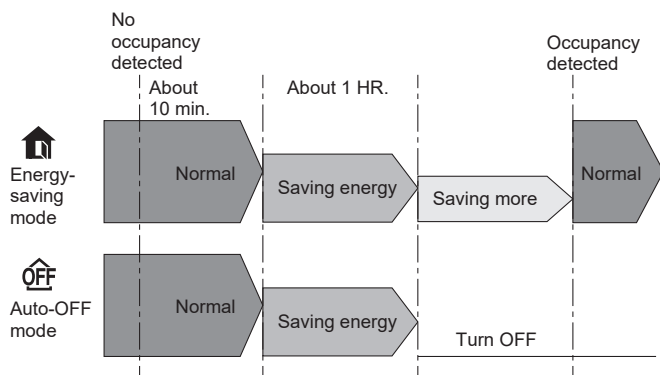 No
occupancy
detected
Occupancy
detected
About
10 min.
About 1 HR.
Energy-
saving
mode
Normal
Saving energy
Saving more
Normal
OFF
Auto-OFF
mode
Normal
Saving energy
Turn OFF